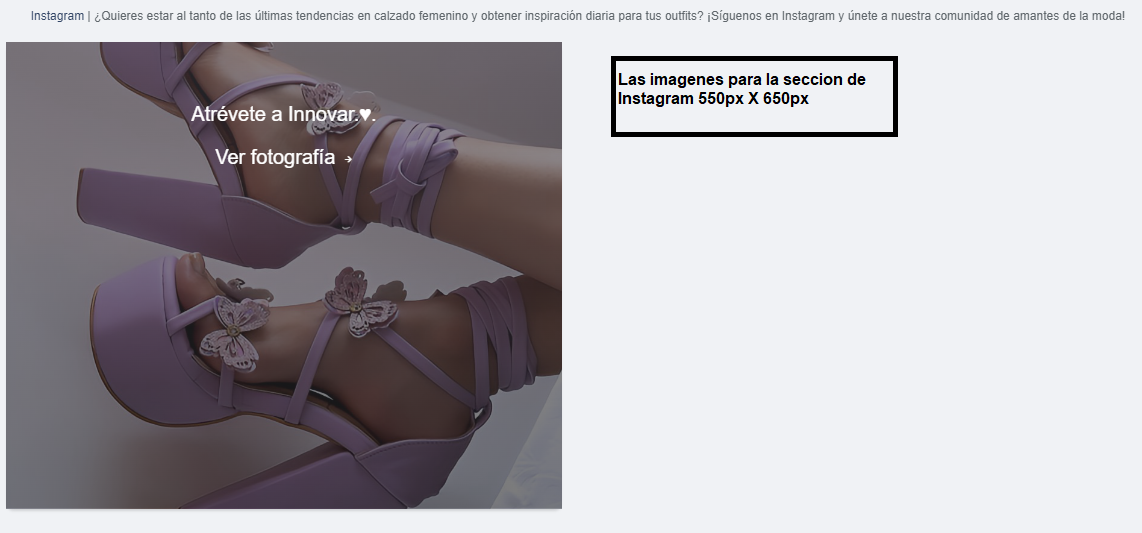 Instagram | ¿Quieres estar al tanto de las últimas tendencias en calzado femenino y obtener inspiración diaria para tus outfits? ¡Síguenos en Instagram y únete a nuestra comunidad de amantes de la moda!
Atrévete a Innovar.♥.
Ver fotografía →
Las imagenes para la seccion de
Instagram 550px X 650px